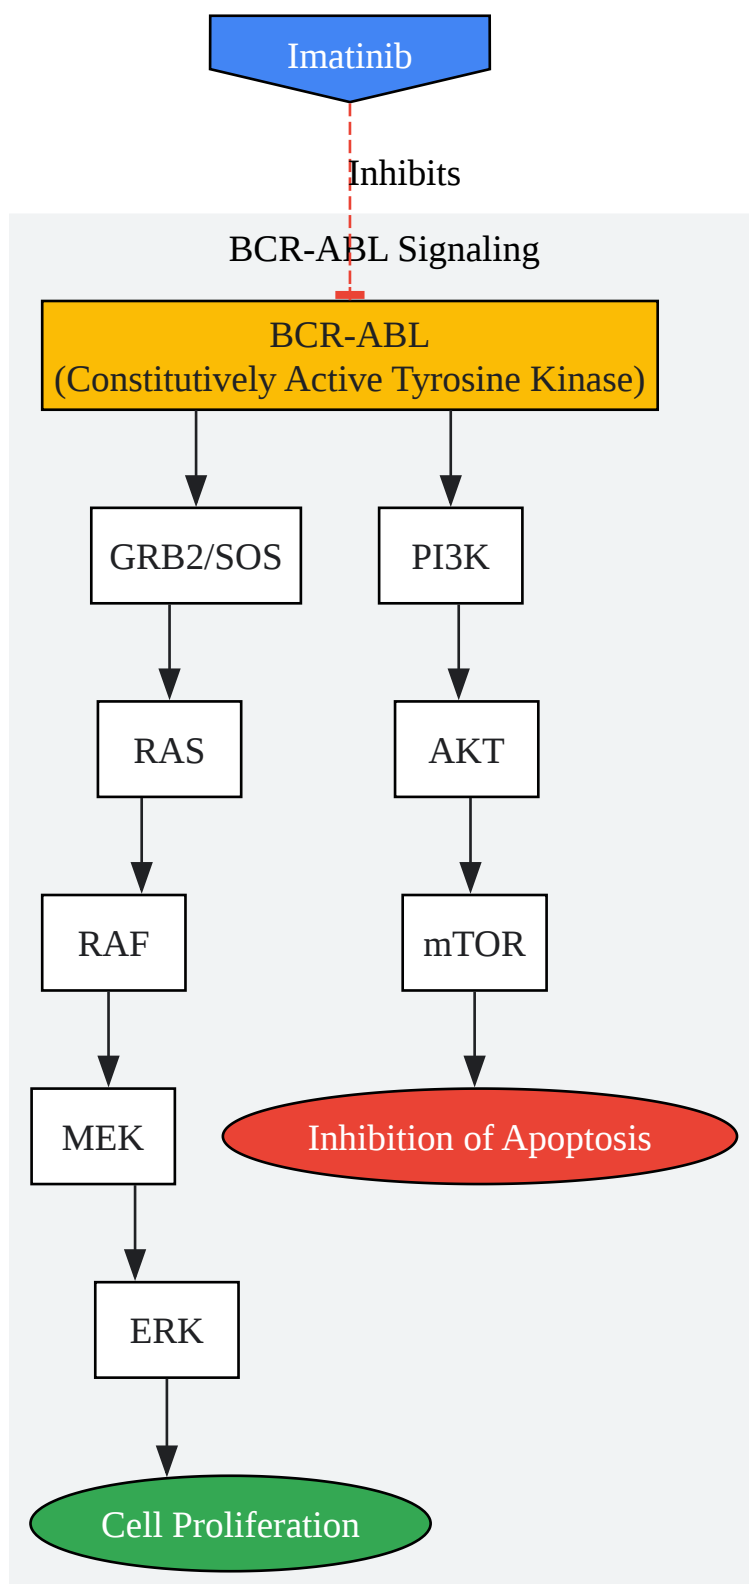 Imatinib
Inhibits
BCR-ABL Signaling
BCR-ABL
(Constitutively Active Tyrosine Kinase)
GRB2/SOS
PI3K
RAS
AKT
RAF
mTOR
MEK
Inhibition of Apoptosis
ERK
Cell Proliferation